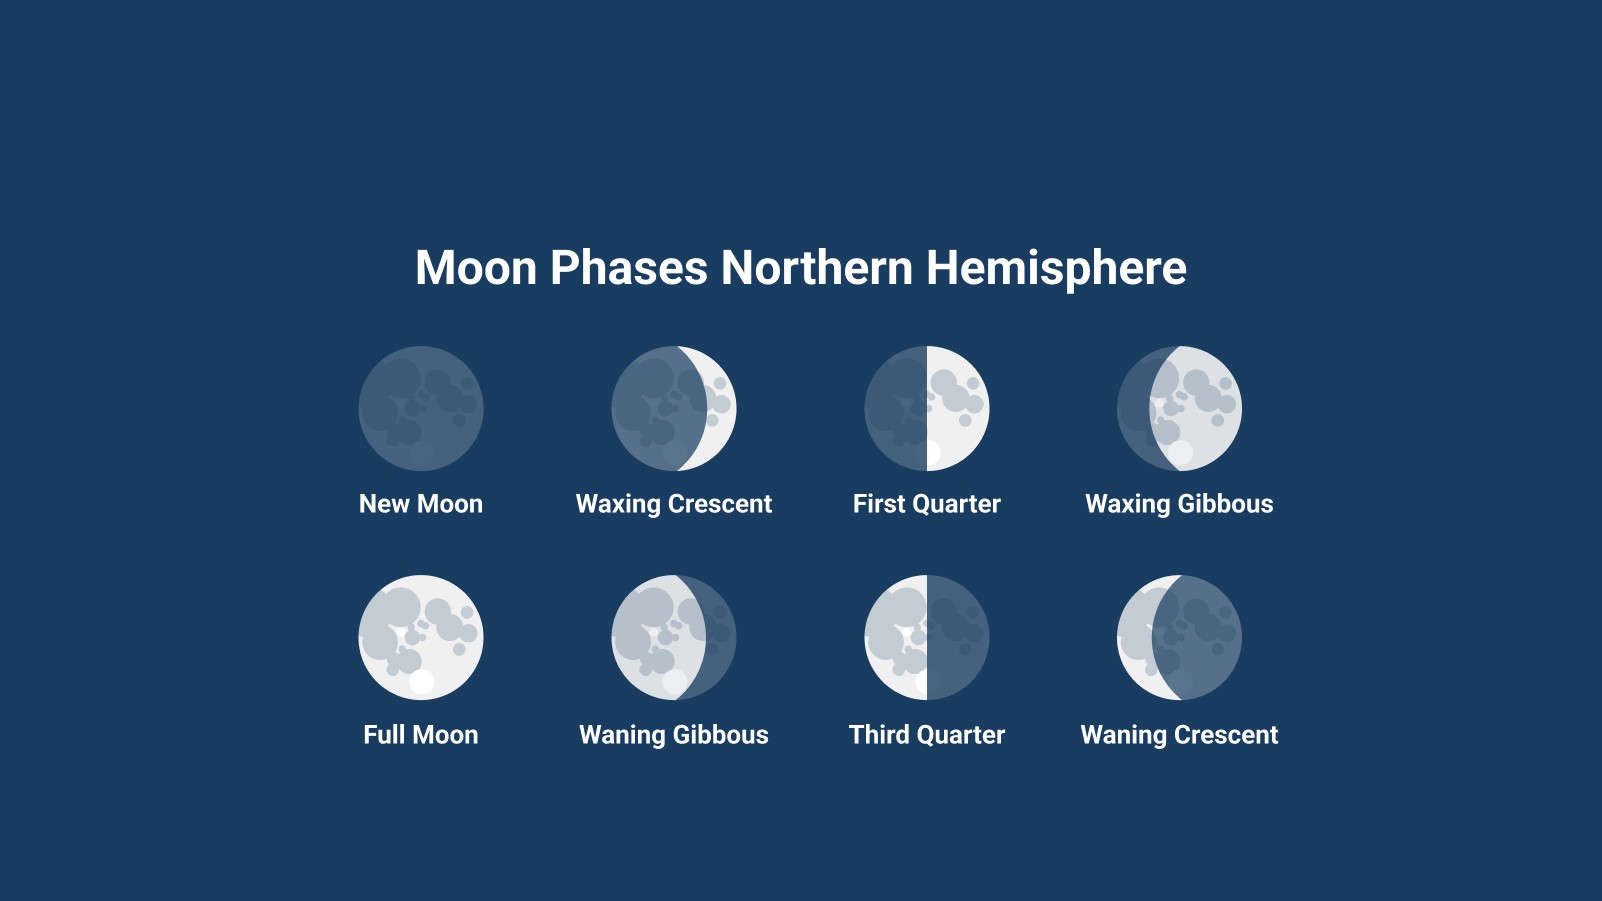 Moon Phases Northern Hemisphere
New Moon
Waxing Crescent
First Quarter
Waxing Gibbous
Full Moon
Waning Gibbous
Third Quarter
Waning Crescent